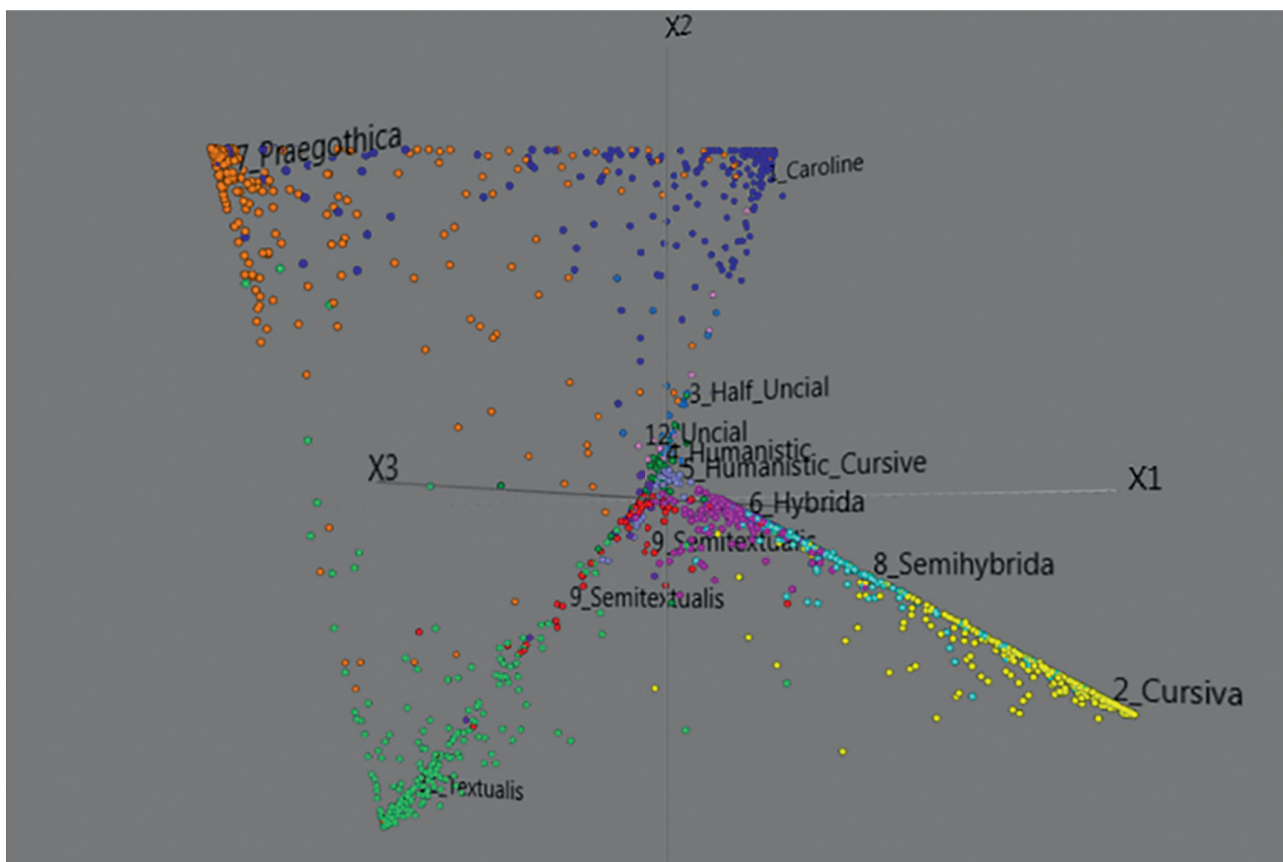 X2
7_Praegothica
1_Caroline
3_Half_Uncial
12_Uncial
4_Humanistic
5_Humanistic_Cursive
X3
X1
6_Hybrida
9_Semitextualis
8_Semihybrida
9_Semitextualis
2_Cursiva
Textualis